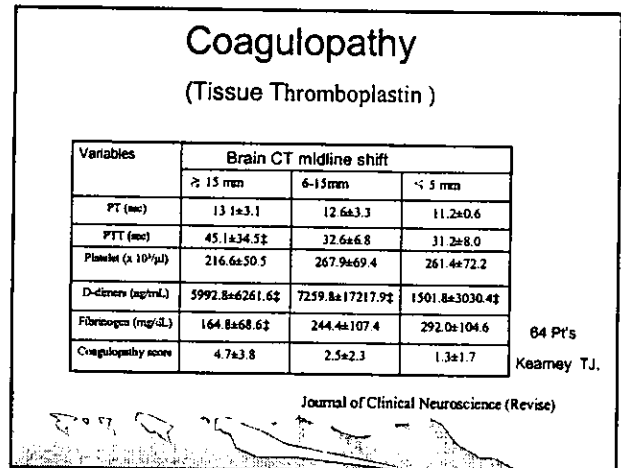 Coagulopathy
(Tissue Thromboplastin )
Variables Brain CT midline shift
≥ 15 mm 6-15mm ≤ 5 mm
PT (sec) 13.1±3.1 12.6±3.3 11.2±0.6
PTT (sec) 45.1±34.5‡ 32.6±6.8 31.2±8.0
Platelet (x 10³/µl) 216.6±50.5 267.9±69.4 261.4±72.2
D-dimers (ng/mL) 5992.8±6261.6‡ 7259.8±17217.9‡ 1501.8±3030.4‡
Fibrinogen (mg/dL) 164.8±68.6‡ 244.4±107.4 292.0±104.6
Coagulopathy score 4.7±3.8 2.5±2.3 1.3±1.7
64 Pt's
Kearney TJ,
Journal of Clinical Neuroscience (Revise)